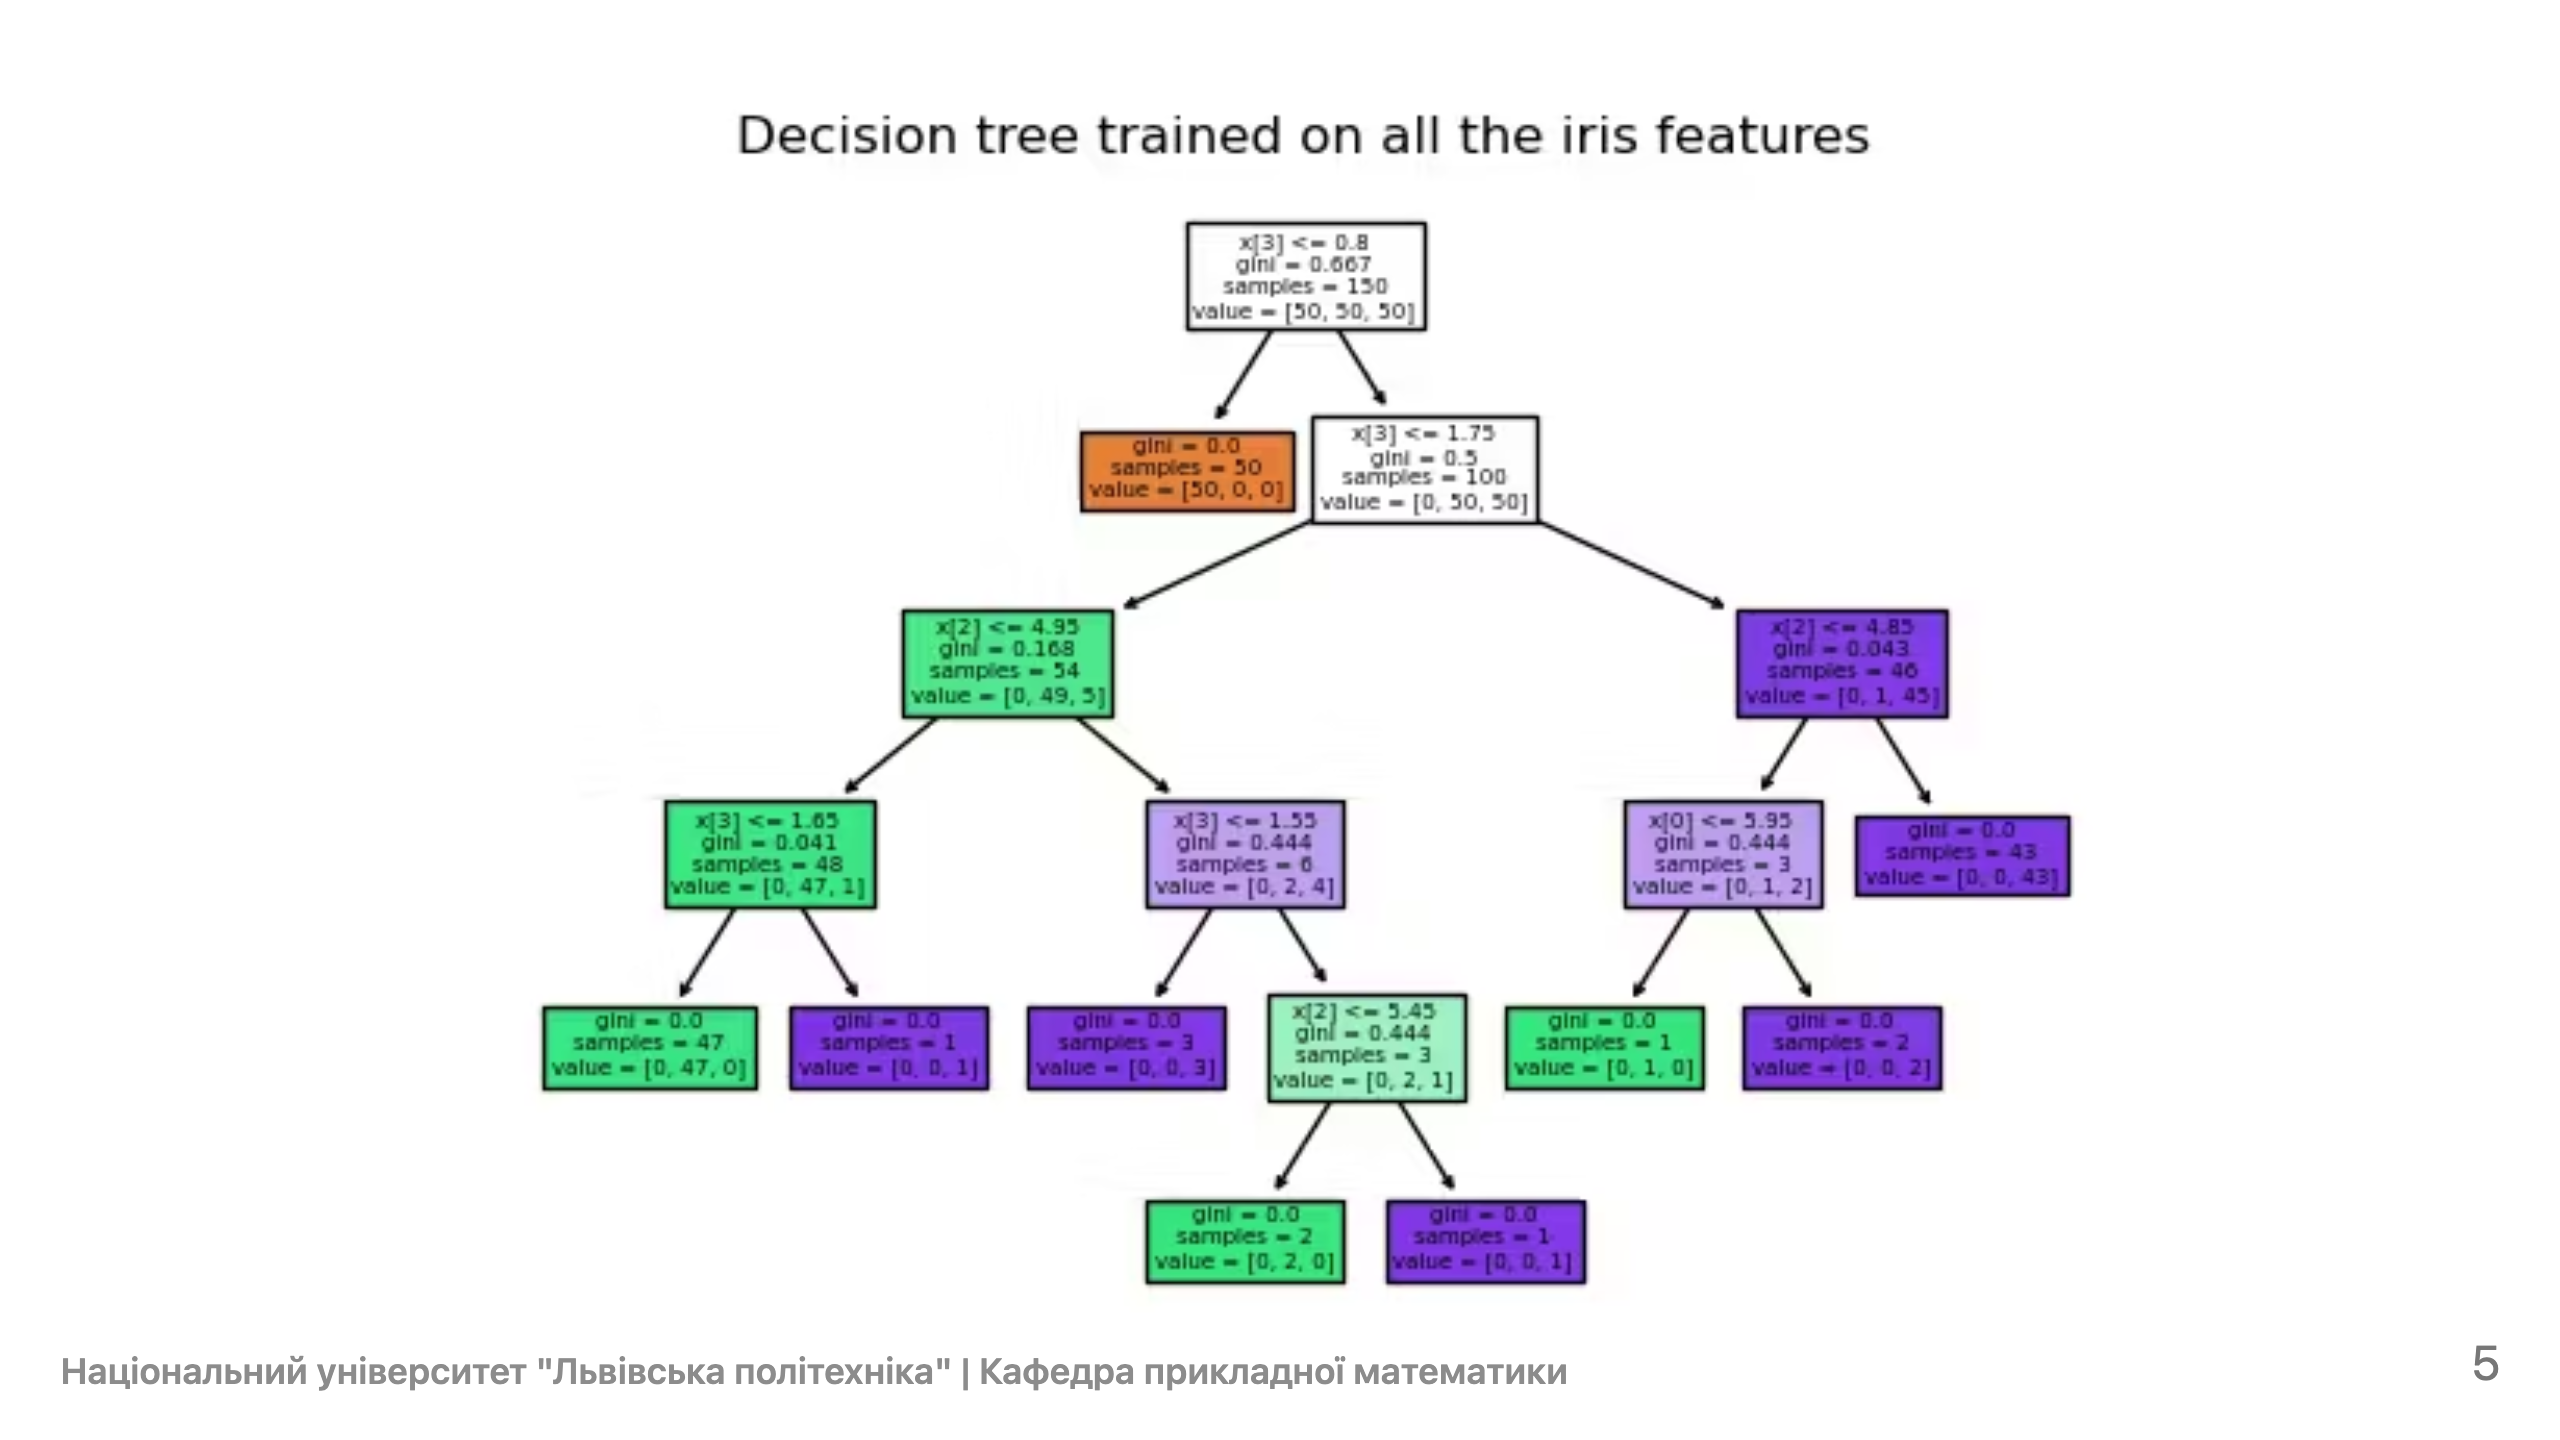 Decision tree trained on all the iris features
x[3] <= 0.8
gini = 0.667
samples = 150
value = [50, 50, 50]
gini = 0.0
samples = 50
value = [50, 0, 0]
x[3] <= 1.75
gini = 0.5
samples = 100
value = [0, 50, 50]
x[2] <= 4.95
gini = 0.168
samples = 54
value = [0, 49, 5]
x[2] <= 4.85
gini = 0.043
samples = 46
value = [0, 1, 45]
x[3] <= 1.65
gini = 0.041
samples = 48
value = [0, 47, 1]
x[3] <= 1.55
gini = 0.444
samples = 6
value = [0, 2, 4]
x[0] <= 5.95
gini = 0.444
samples = 3
value = [0, 1, 2]
gini = 0.0
samples = 43
value = [0, 0, 43]
gini = 0.0
samples = 47
value = [0, 47, 0]
gini = 0.0
samples = 1
value = [0, 0, 1]
gini = 0.0
samples = 3
value = [0, 0, 3]
x[2] <= 5.45
gini = 0.444
samples = 3
value = [0, 2, 1]
gini = 0.0
samples = 1
value = [0, 1, 0]
gini = 0.0
samples = 2
value = [0, 0, 2]
gini = 0.0
samples = 2
value = [0, 2, 0]
gini = 0.0
samples = 1
value = [0, 0, 1]
Національний університет "Львівська політехніка" | Кафедра прикладної математики
5